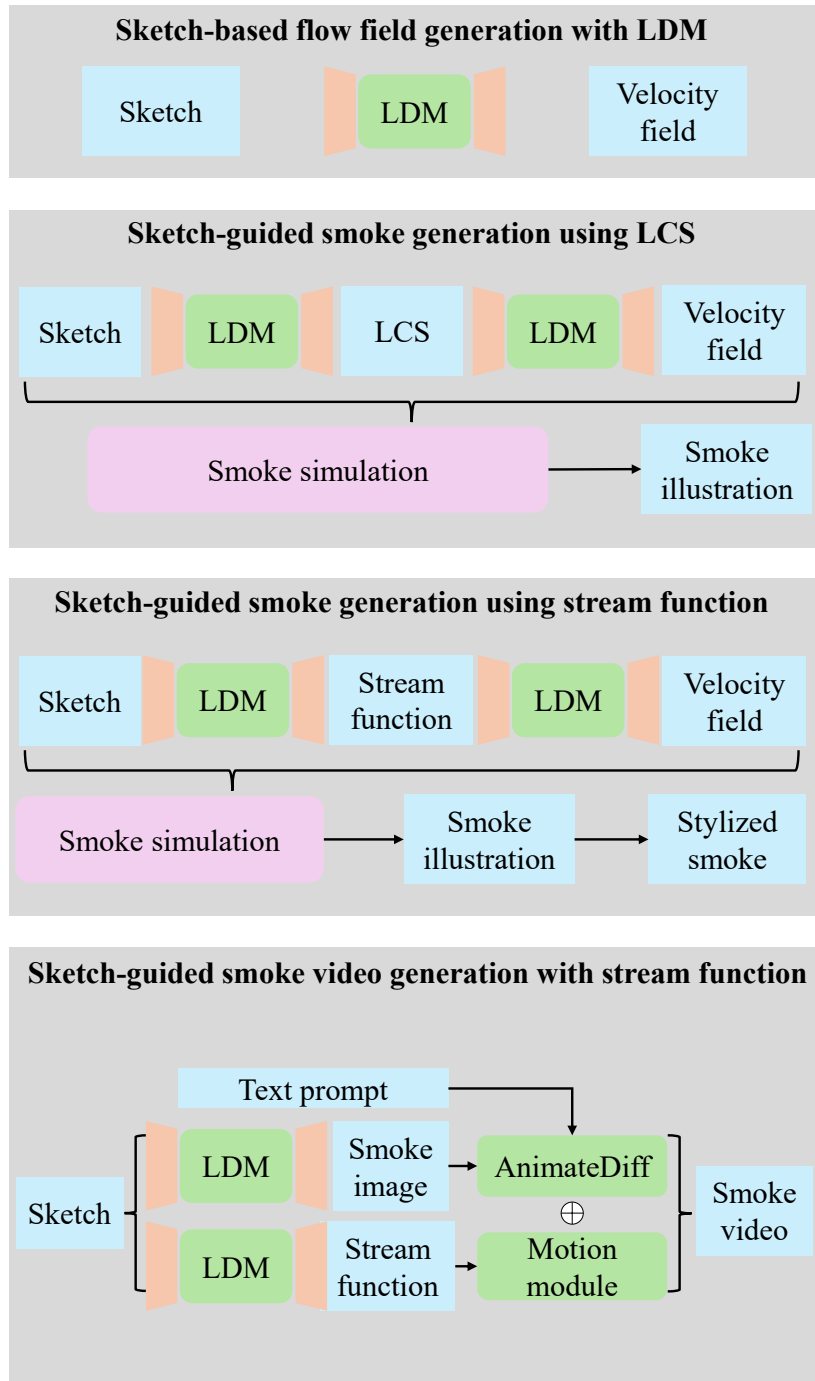 Sketch-based flow field generation with LDM
Sketch
LDM
Velocity
field
Sketch-guided smoke generation using LCS
Sketch
LDM
LCS
LDM
Velocity
field
Smoke simulation
Smoke
illustration
Sketch-guided smoke generation using stream function
Sketch
LDM
Stream
function
LDM
Velocity
field
Smoke simulation
Smoke
illustration
Stylized
smoke
Sketch-guided smoke video generation with stream function
Text prompt
Sketch
LDM
Smoke
image
AnimateDiff
LDM
Stream
function
Motion
module
Smoke
video